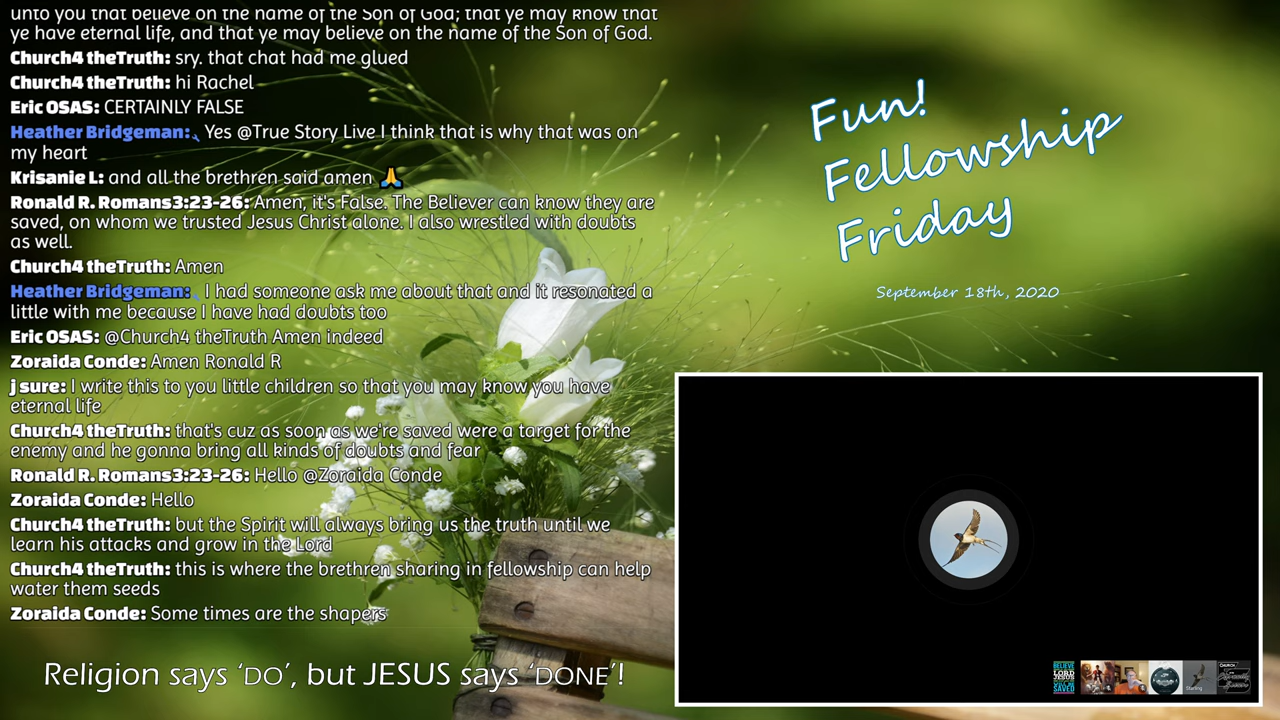 unto you that believe on the name of the Son of God; that ye may know that
ye have eternal life, and that ye may believe on the name of the Son of God.
Church4 theTruth: sry. that chat had me glued
Church4 theTruth: hi Rachel
Eric OSAS: CERTAINLY FALSE
Heather Bridgeman: Yes @True Story Live I think that is why that was on
my heart
Krisanie L: and all the brethren said amen 🙏
Ronald R. Romans3:23-26: Amen, it's False. The Believer can know they are
saved, on whom we trusted Jesus Christ alone. I also wrestled with doubts
as well.
Church4 theTruth: Amen
Heather Bridgeman: I had someone ask me about that and it resonated a
little with me because I have had doubts too
Eric OSAS: @Church4 theTruth Amen indeed
Zoraida Conde: Amen Ronald R
j sure: I write this to you little children so that you may know you have
eternal life
Church4 theTruth: that's cuz as soon as we're saved were a target for the
enemy and he gonna bring all kinds of doubts and fear
Ronald R. Romans3:23-26: Hello @Zoraida Conde
Zoraida Conde: Hello
Church4 theTruth: but the Spirit will always bring us the truth until we
learn his attacks and grow in the Lord
Church4 theTruth: this is where the brethren sharing in fellowship can help
water them seeds
Zoraida Conde: Some times are the shapers
Religion says ‘DO’, but JESUS says ‘DONE’!
Fun!
Fellowship
Friday
September 18th, 2020
BELIEVE
LORD
JESUS
SAVED
Starling
CHURCH